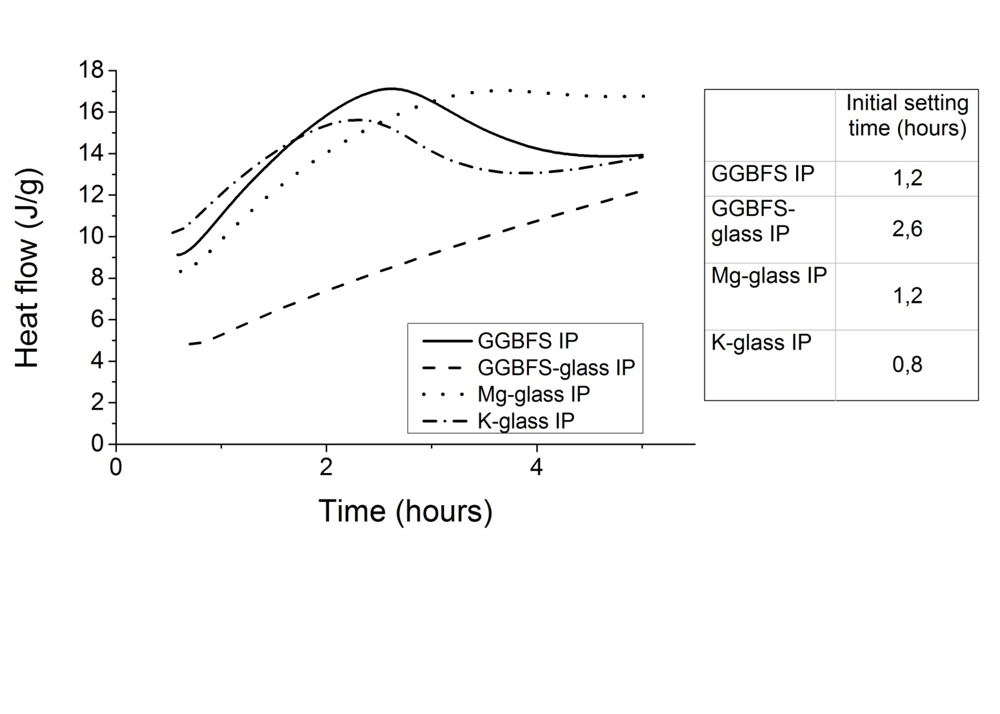 18
16
14
12
10
8
6
4
2
0
Heat flow (J/g)
0
2
4
Time (hours)
GGBFS IP
GGBFS-glass IP
Mg-glass IP
K-glass IP
Initial setting
time (hours)
GGBFS IP
1,2
GGBFS-
glass IP
2,6
Mg-glass IP
1,2
K-glass IP
0,8